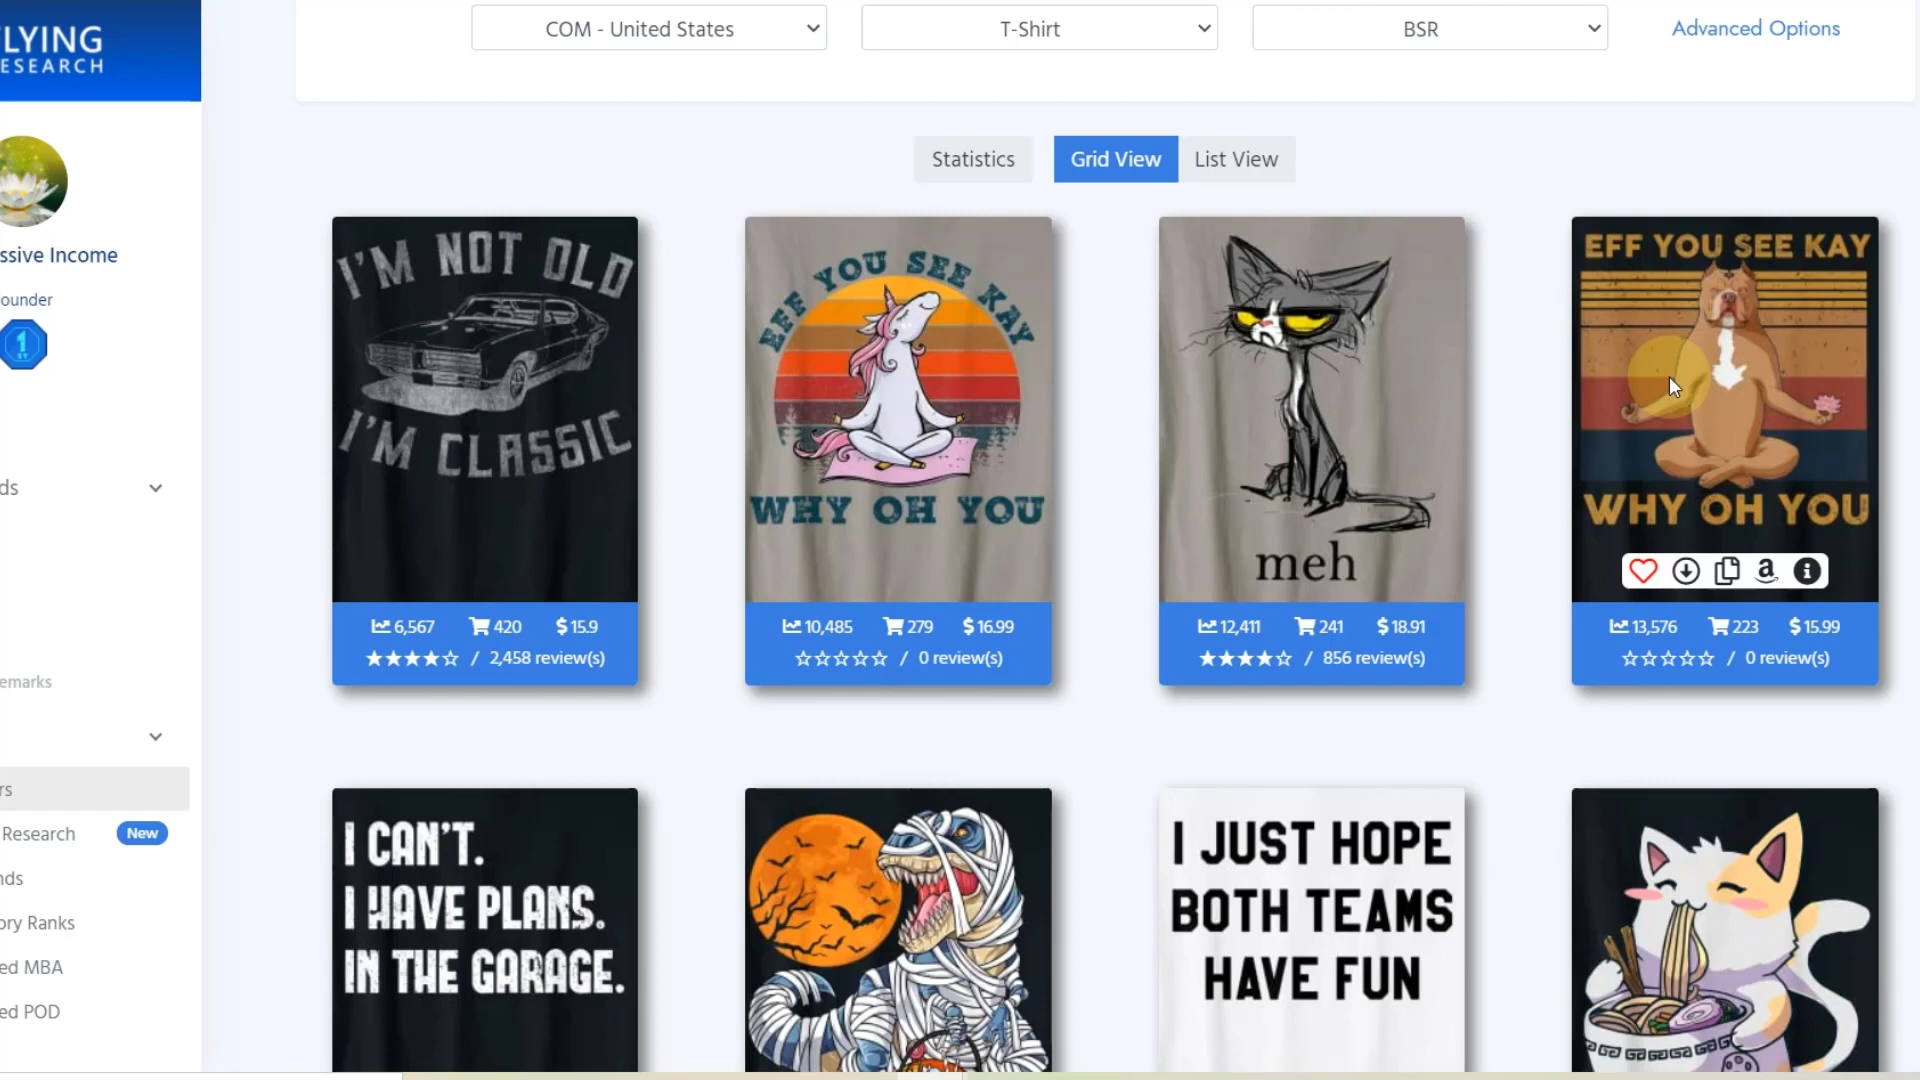 LYING
ESEARCH
COM - United States
T-Shirt
BSR
Advanced Options
ssive Income
ounder
1
ST
ds
emarks
rs
Research
New
nds
ory Ranks
ed MBA
ed POD
Statistics
Grid View
List View
I'M NOT OLD
I'M CLASSIC
6,567
420
$ 15.9
/ 2,458 review(s)
EFF YOU SEE KAY
WHY OH YOU
10,485
279
$ 16.99
/ 0 review(s)
meh
12,411
241
$ 18.91
/ 856 review(s)
EFF YOU SEE KAY
WHY OH YOU
a
13,576
223
$ 15.99
/ 0 review(s)
I CAN'T.
I HAVE PLANS.
IN THE GARAGE.
I JUST HOPE
BOTH TEAMS
HAVE FUN